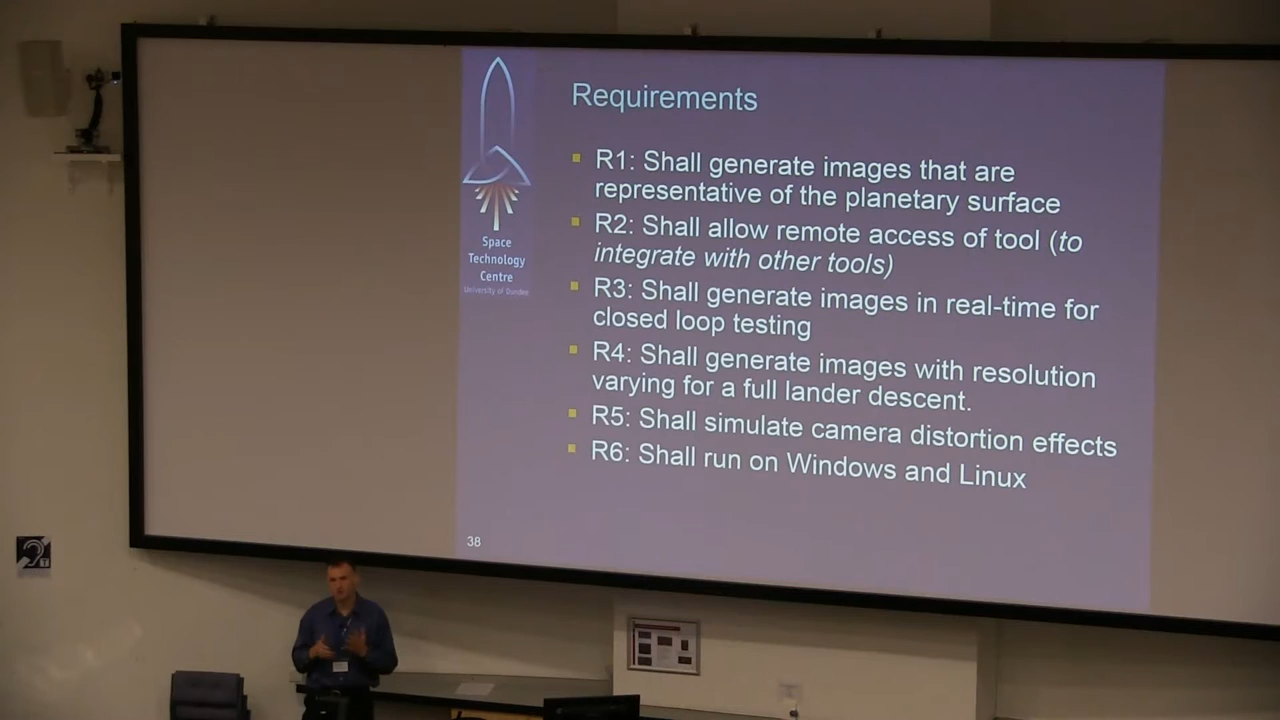 Requirements
R1: Shall generate images that are
representative of the planetary surface
R2: Shall allow remote access of tool (to
integrate with other tools)
R3: Shall generate images in real-time for
closed loop testing
R4: Shall generate images with resolution
varying for a full lander descent.
R5: Shall simulate camera distortion effects
R6: Shall run on Windows and Linux
Space
Technology
Centre
University of Dundee
38
T